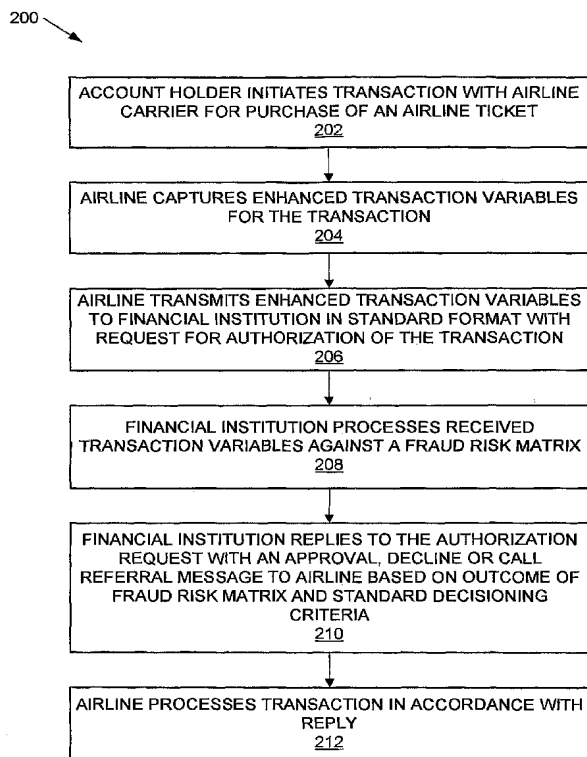 200
ACCOUNT HOLDER INITIATES TRANSACTION WITH AIRLINE
CARRIER FOR PURCHASE OF AN AIRLINE TICKET
202
AIRLINE CAPTURES ENHANCED TRANSACTION VARIABLES
FOR THE TRANSACTION
204
AIRLINE TRANSMITS ENHANCED TRANSACTION VARIABLES
TO FINANCIAL INSTITUTION IN STANDARD FORMAT WITH
REQUEST FOR AUTHORIZATION OF THE TRANSACTION
206
FINANCIAL INSTITUTION PROCESSES RECEIVED
TRANSACTION VARIABLES AGAINST A FRAUD RISK MATRIX
208
FINANCIAL INSTITUTION REPLIES TO THE AUTHORIZATION
REQUEST WITH AN APPROVAL, DECLINE OR CALL
REFERRAL MESSAGE TO AIRLINE BASED ON OUTCOME OF
FRAUD RISK MATRIX AND STANDARD DECISIONING
CRITERIA
210
AIRLINE PROCESSES TRANSACTION IN ACCORDANCE WITH
REPLY
212